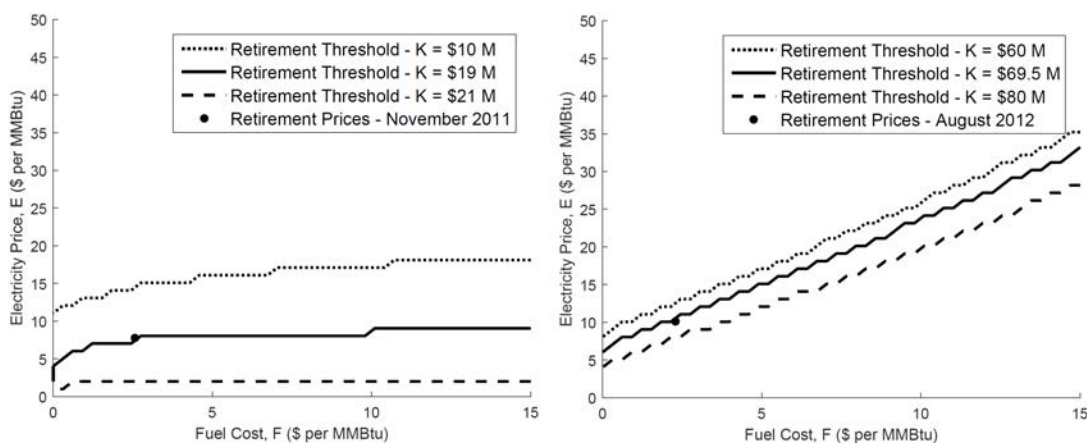 50
45
40
35
30
25
20
15
10
5
0
Electricity Price, E ($ per MMBtu)
Retirement Threshold - K = $10 M
Retirement Threshold - K = $19 M
Retirement Threshold - K = $21 M
Retirement Prices - November 2011
0 5 10 15
Fuel Cost, F ($ per MMBtu)
50
45
40
35
30
25
20
15
10
5
0
Electricity Price, E ($ per MMBtu)
Retirement Threshold - K = $60 M
Retirement Threshold - K = $69.5 M
Retirement Threshold - K = $80 M
Retirement Prices - August 2012
0 5 10 15
Fuel Cost, F ($ per MMBtu)